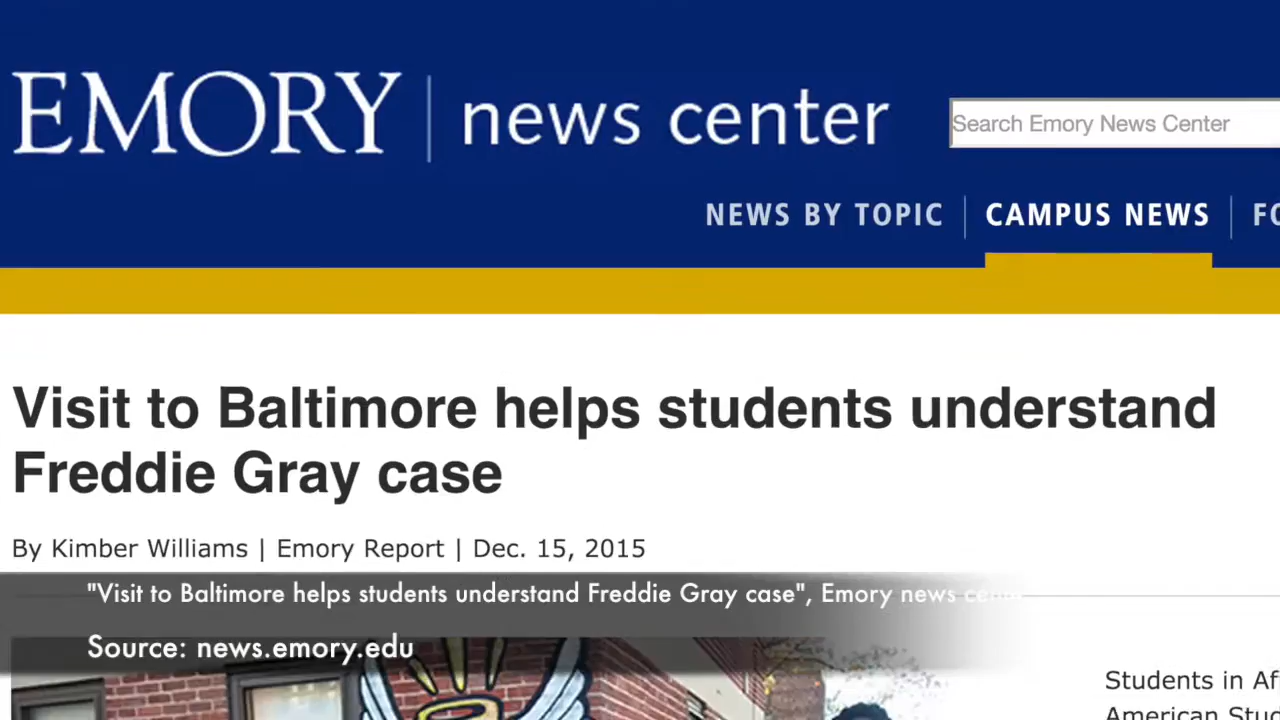 EMORY | news center
Search Emory News Center
NEWS BY TOPIC
CAMPUS NEWS
Visit to Baltimore helps students understand
Freddie Gray case
By Kimber Williams | Emory Report | Dec. 15, 2015
"Visit to Baltimore helps students understand Freddie Gray case", Emory news
Source: news.emory.edu
Students in